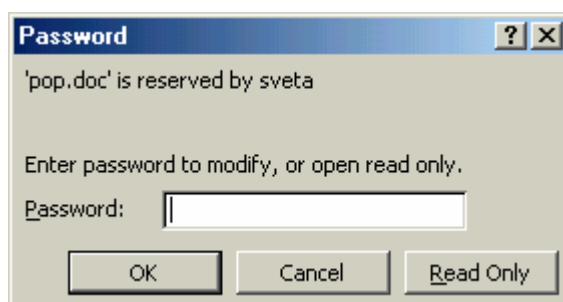 Password
'pop.doc' is reserved by sveta
Enter password to modify, or open read only.
Password:
OK Cancel Read Only